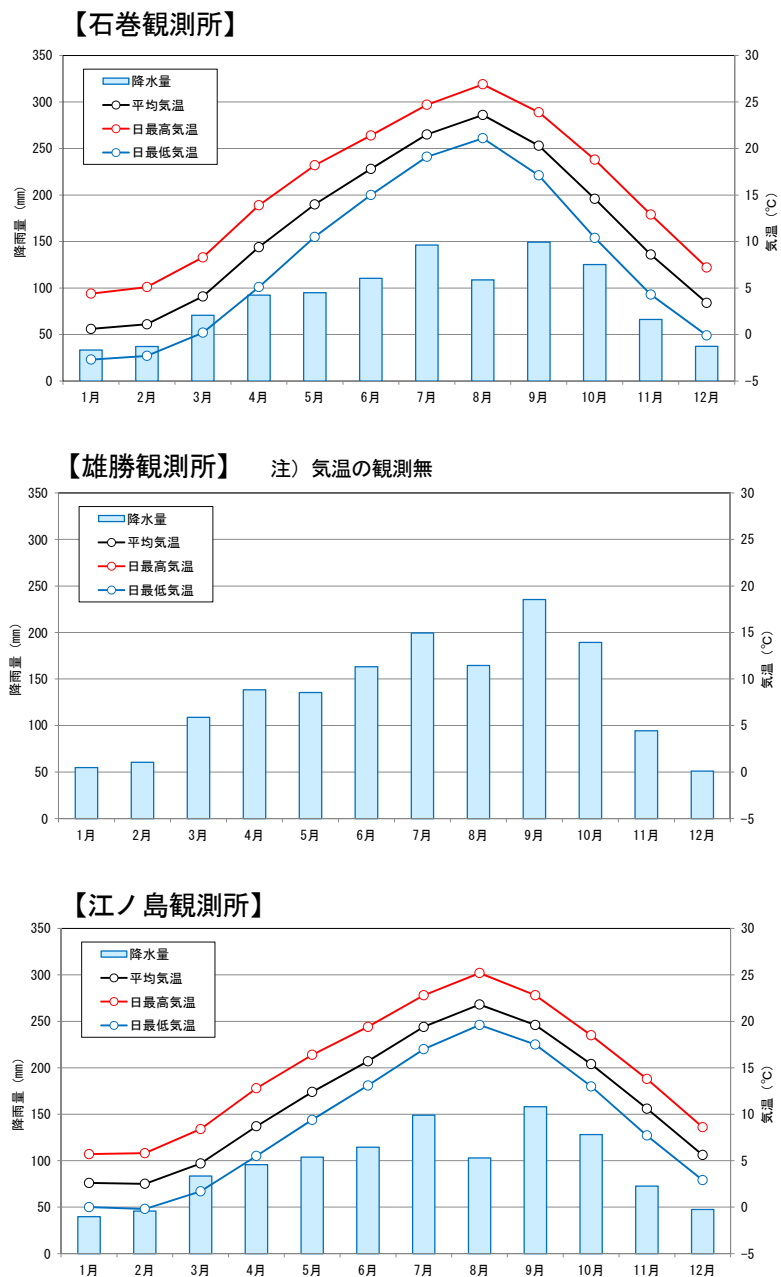 【石巻観測所】
350
300
250
200
150
100
50
0
降雨量 (mm)
降水量
平均気温
日最高気温
日最低気温
30
25
20
15
10
5
0
-5
気温 (℃)
1月 2月 3月 4月 5月 6月 7月 8月 9月 10月 11月 12月
【雄勝観測所】 注) 気温の観測無
350
300
250
200
150
100
50
0
降雨量 (mm)
降水量
平均気温
日最高気温
日最低気温
30
25
20
15
10
5
0
-5
気温 (℃)
1月 2月 3月 4月 5月 6月 7月 8月 9月 10月 11月 12月
【江ノ島観測所】
350
300
250
200
150
100
50
0
降雨量 (mm)
降水量
平均気温
日最高気温
日最低気温
30
25
20
15
10
5
0
-5
気温 (℃)
1月 2月 3月 4月 5月 6月 7月 8月 9月 10月 11月 12月